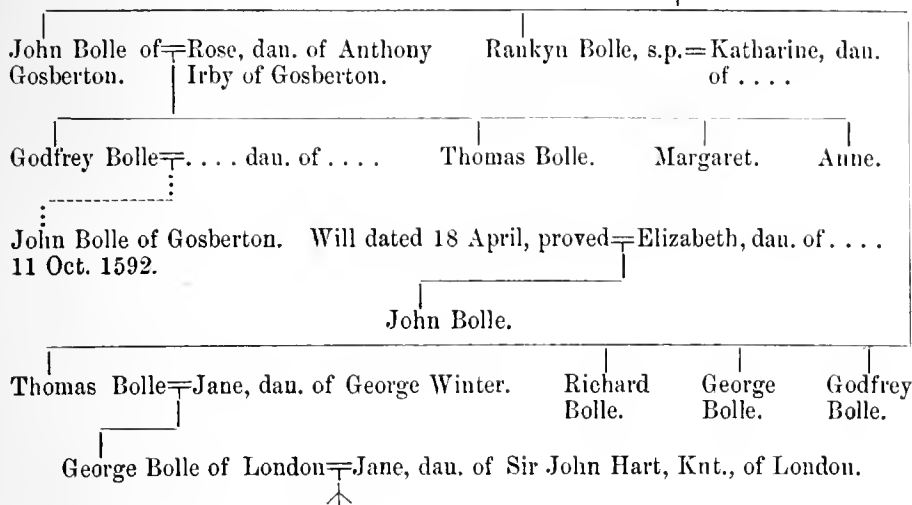 John Bolle of=Rose, dau. of Anthony Rankyn Bolle, s.p.=Katharine, dau.
Gosberton. Irby of Gosberton. of . . . .
Godfrey Bolle=. . . . dau. of . . . . Thomas Bolle. Margaret. Anne.
John Bolle of Gosberton. Will dated 18 April, proved=Elizabeth, dau. of . . . .
11 Oct. 1592.
John Bolle.
Thomas Bolle=Jane, dau. of George Winter. Richard George Godfrey
Bolle. Bolle. Bolle.
George Bolle of London=Jane, dau. of Sir John Hart, Knt., of London.